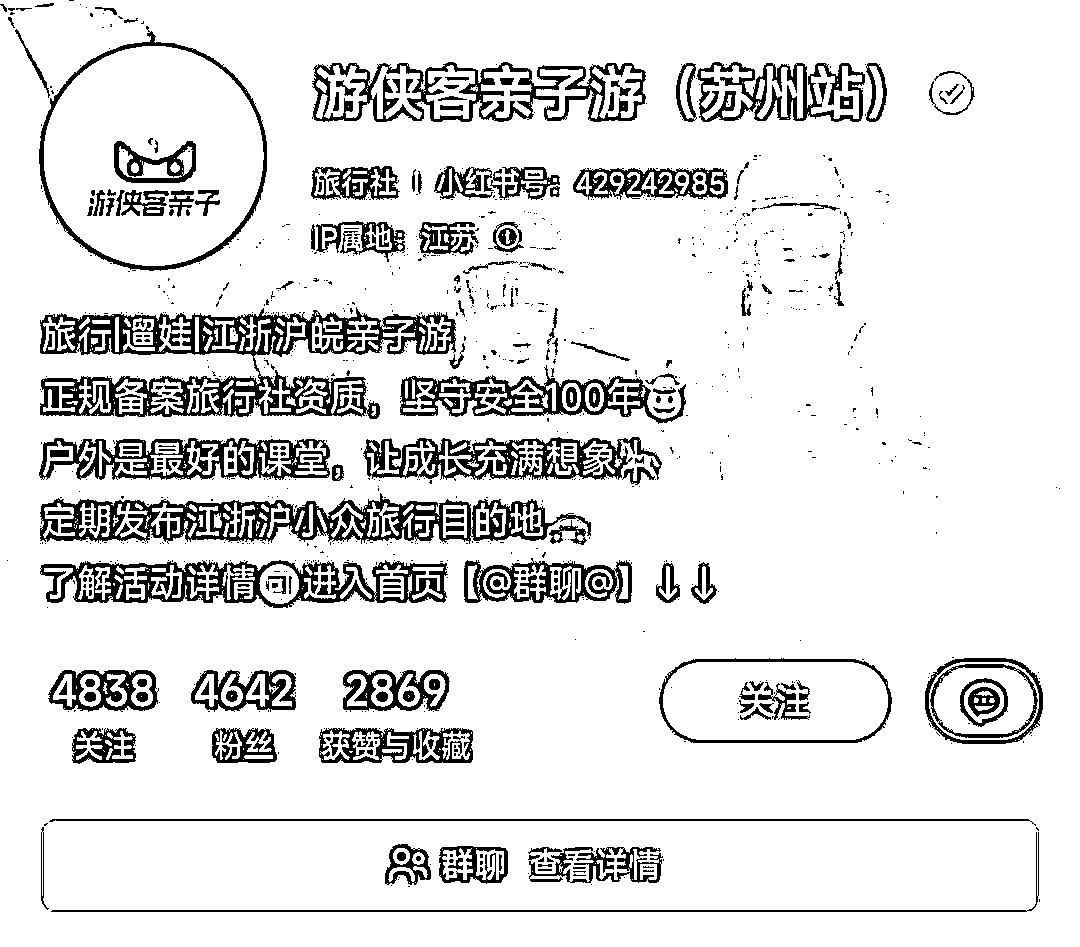 游侠客亲子游（苏州站）
游侠客亲子
旅行社 | 小红书号：429242985
IP属地：江苏
旅行|遛娃|江浙沪皖亲子游
正规备案旅行社资质，坚守安全100年
户外是最好的课堂，让成长充满想象
定期发布江浙沪小众旅行目的地
了解活动详情🉑进入首页【@群聊@】↓↓
4838 4642 2869
关注 粉丝 获赞与收藏
关注
群聊 查看详情